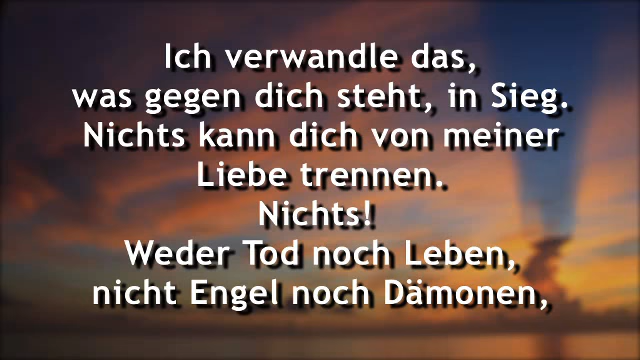 Ich verwandle das,
was gegen dich steht, in Sieg.
Nichts kann dich von meiner
Liebe trennen.
Nichts!
Weder Tod noch Leben,
nicht Engel noch Dämonen,